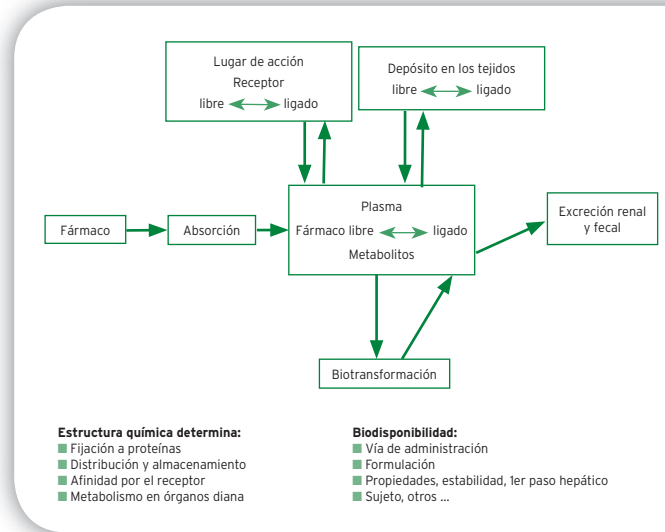 Lugar de acción
Receptor
libre ligado
Depósito en los tejidos
libre ligado
Fármaco
Absorción
Plasma
Fármaco libre ligado
Metabolitos
Excreción renal
y fecal
Biotransformación
Estructura química determina:
Fijación a proteínas
Distribución y almacenamiento
Afinidad por el receptor
Metabolismo en órganos diana
Biodisponibilidad:
Vía de administración
Formulación
Propiedades, estabilidad, 1er paso hepático
Sujeto, otros ...